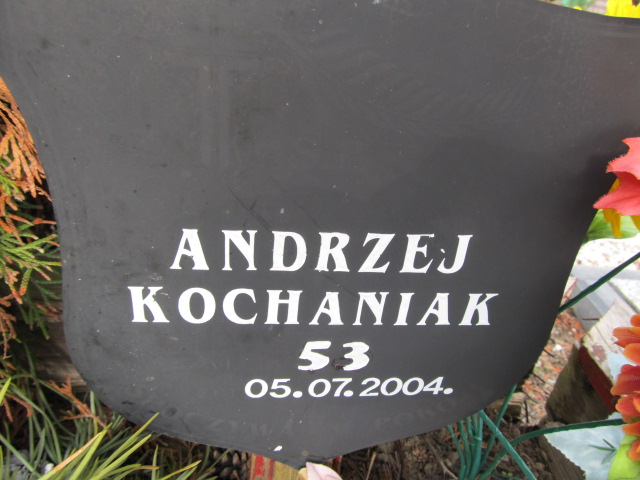 ANDRZEJ
KOCHANIAK
53
05.07.2004.